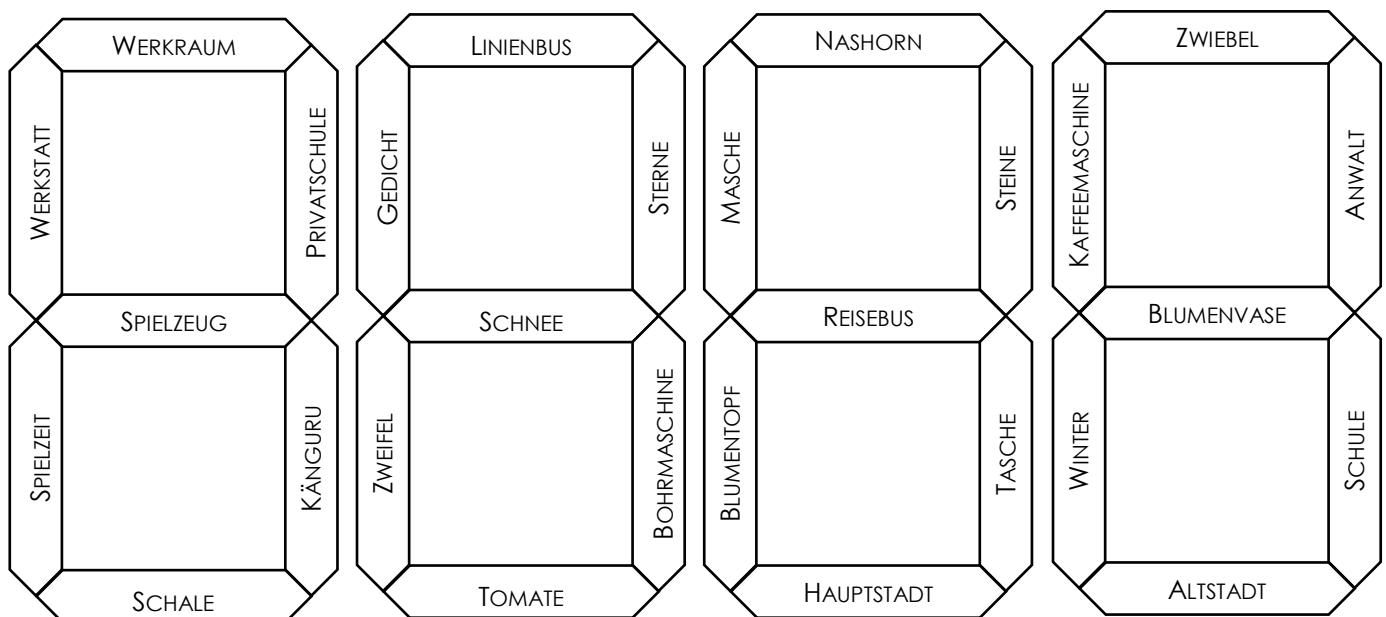 WERKRAUM
LINIENBUS
NASHORN
ZWIEBEL
WERKSTATT
PRIVATSCHULE
GEDICHT
STERNE
MASCHE
STEINE
KAFFEEMASCHINE
ANWALT
SPIELZEUG
SCHNEE
REISEBUS
BLUMENVASE
SPIELZEIT
KÄNGURU
ZWEIFEL
BOHRMASCHINE
BLUMENTOPF
TASCHE
WINTER
SCHULE
SCHALE
TOMATE
HAUPTSTADT
ALTSTADT